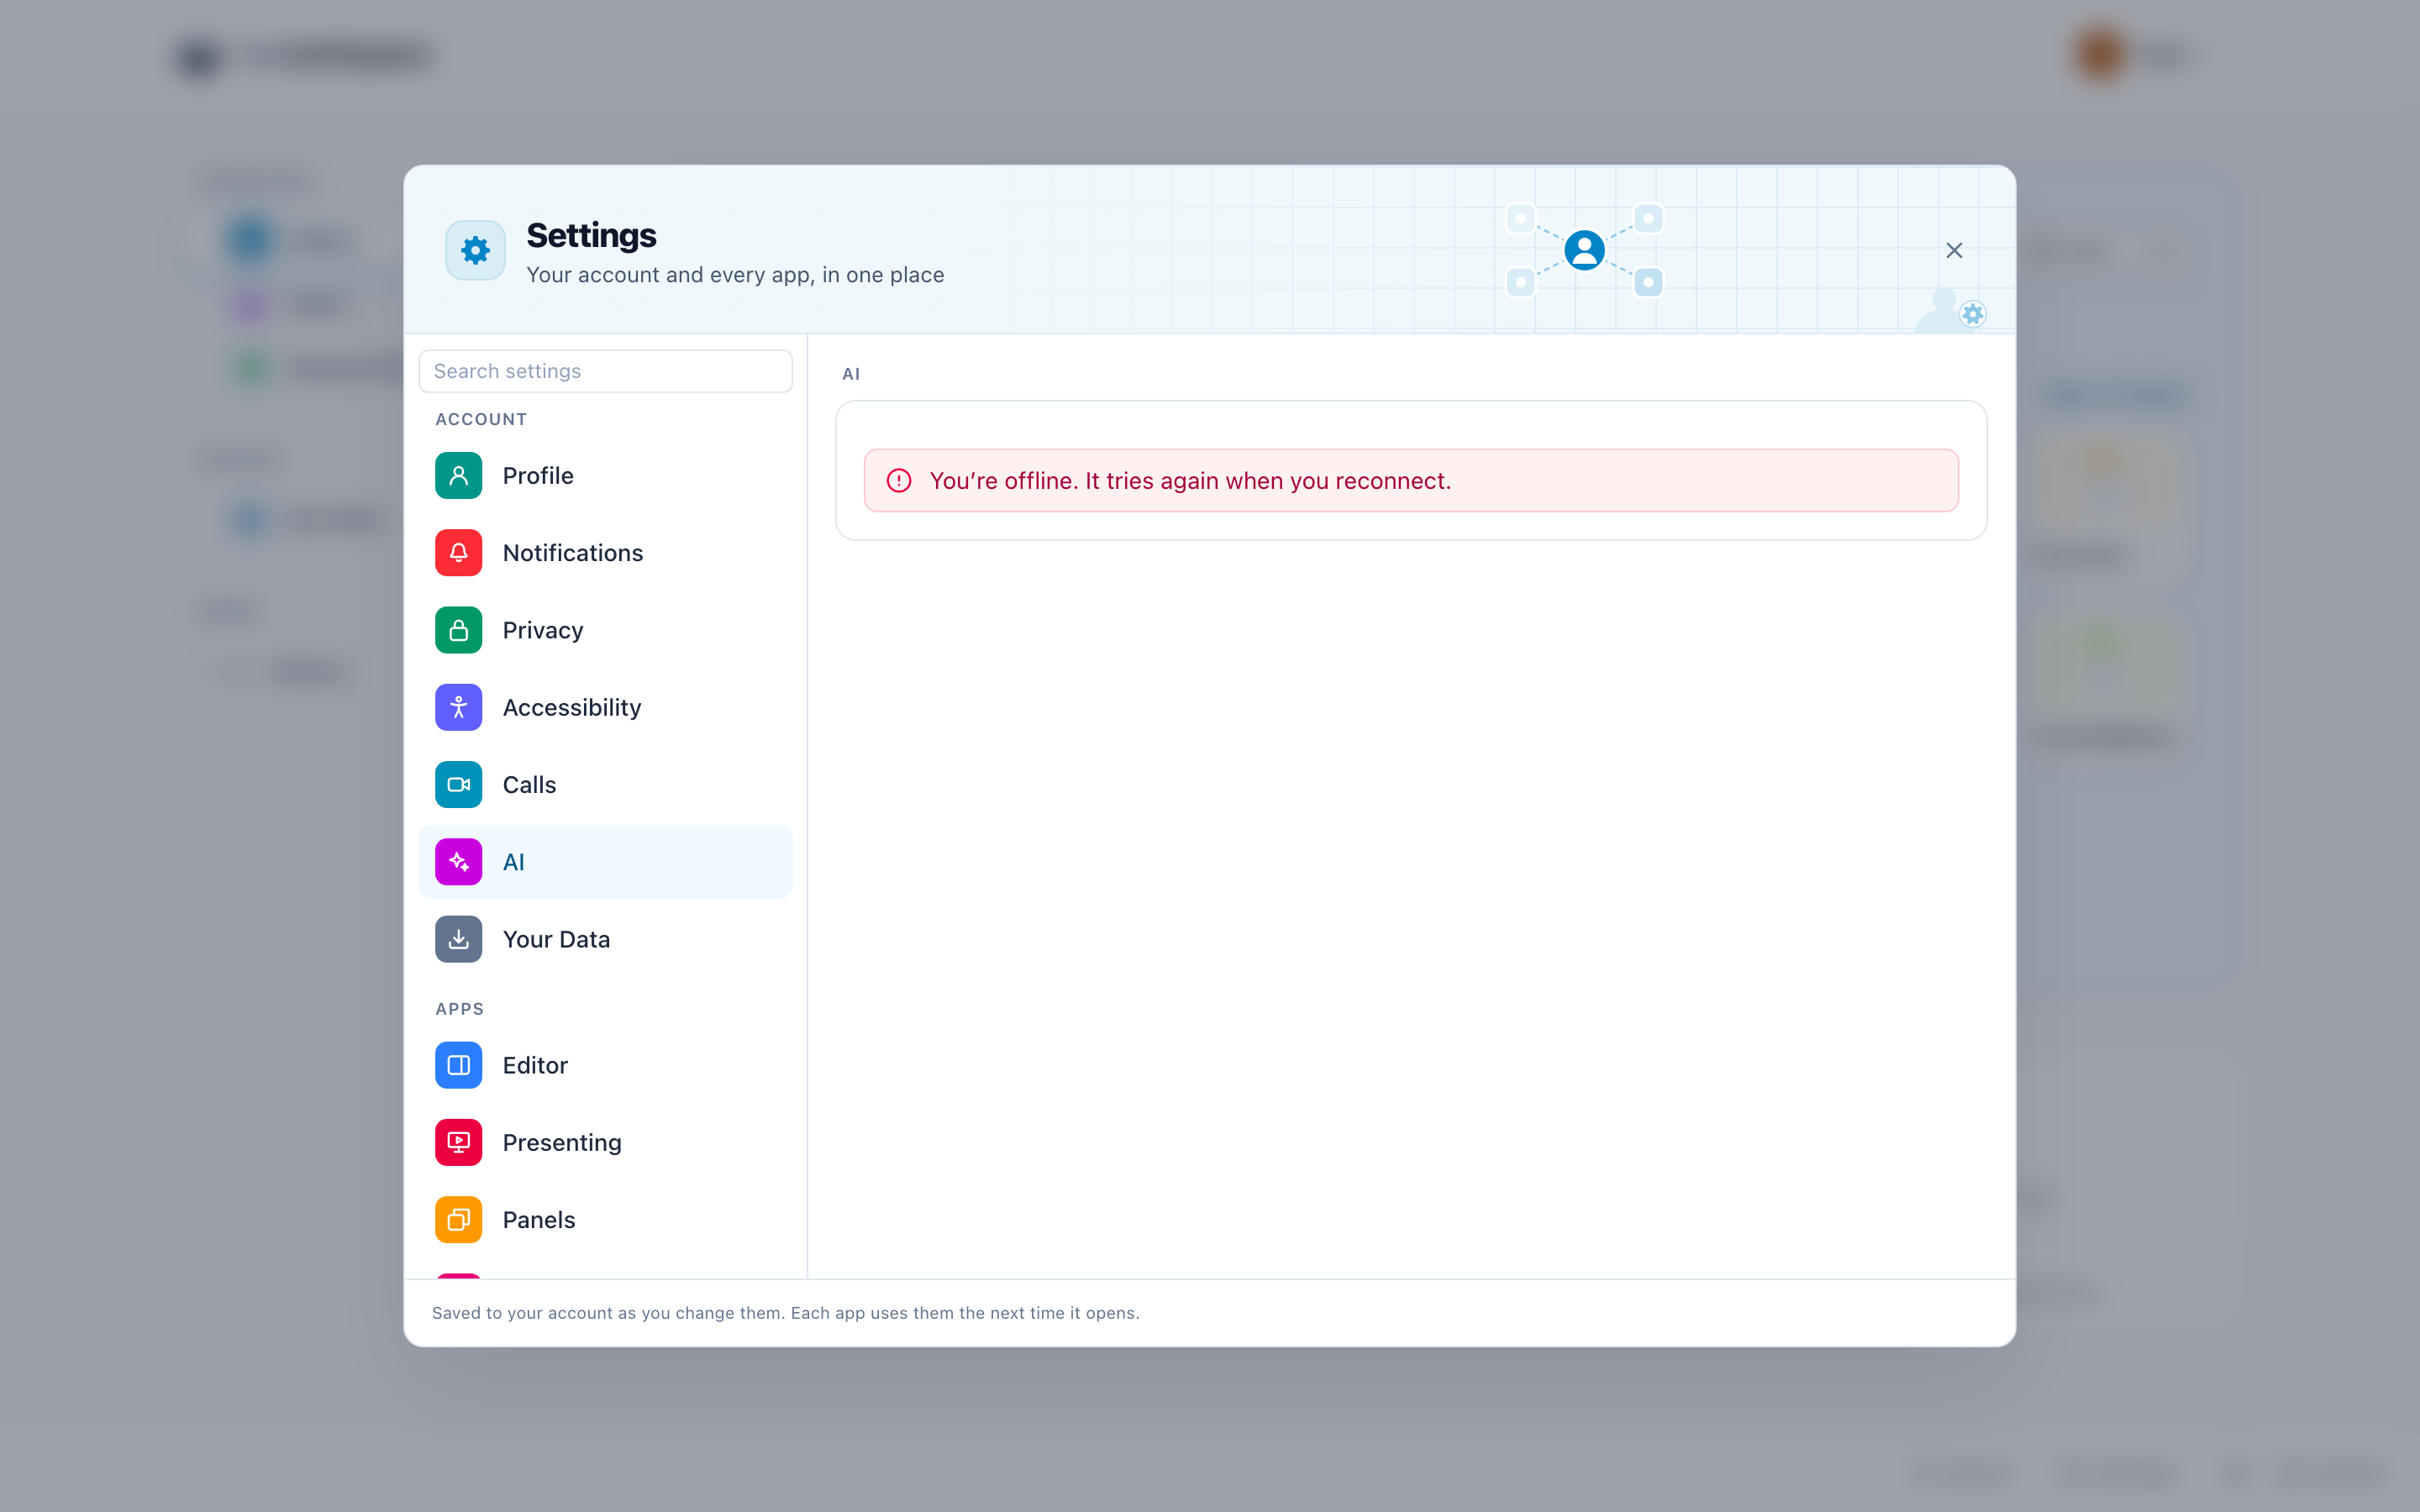 Settings
Your account and every app, in one place
Search settings
ACCOUNT
Profile
Notifications
Privacy
Accessibility
Calls
AI
Your Data
APPS
Editor
Presenting
Panels
AI
You’re offline. It tries again when you reconnect.
Saved to your account as you change them. Each app uses them the next time it opens.